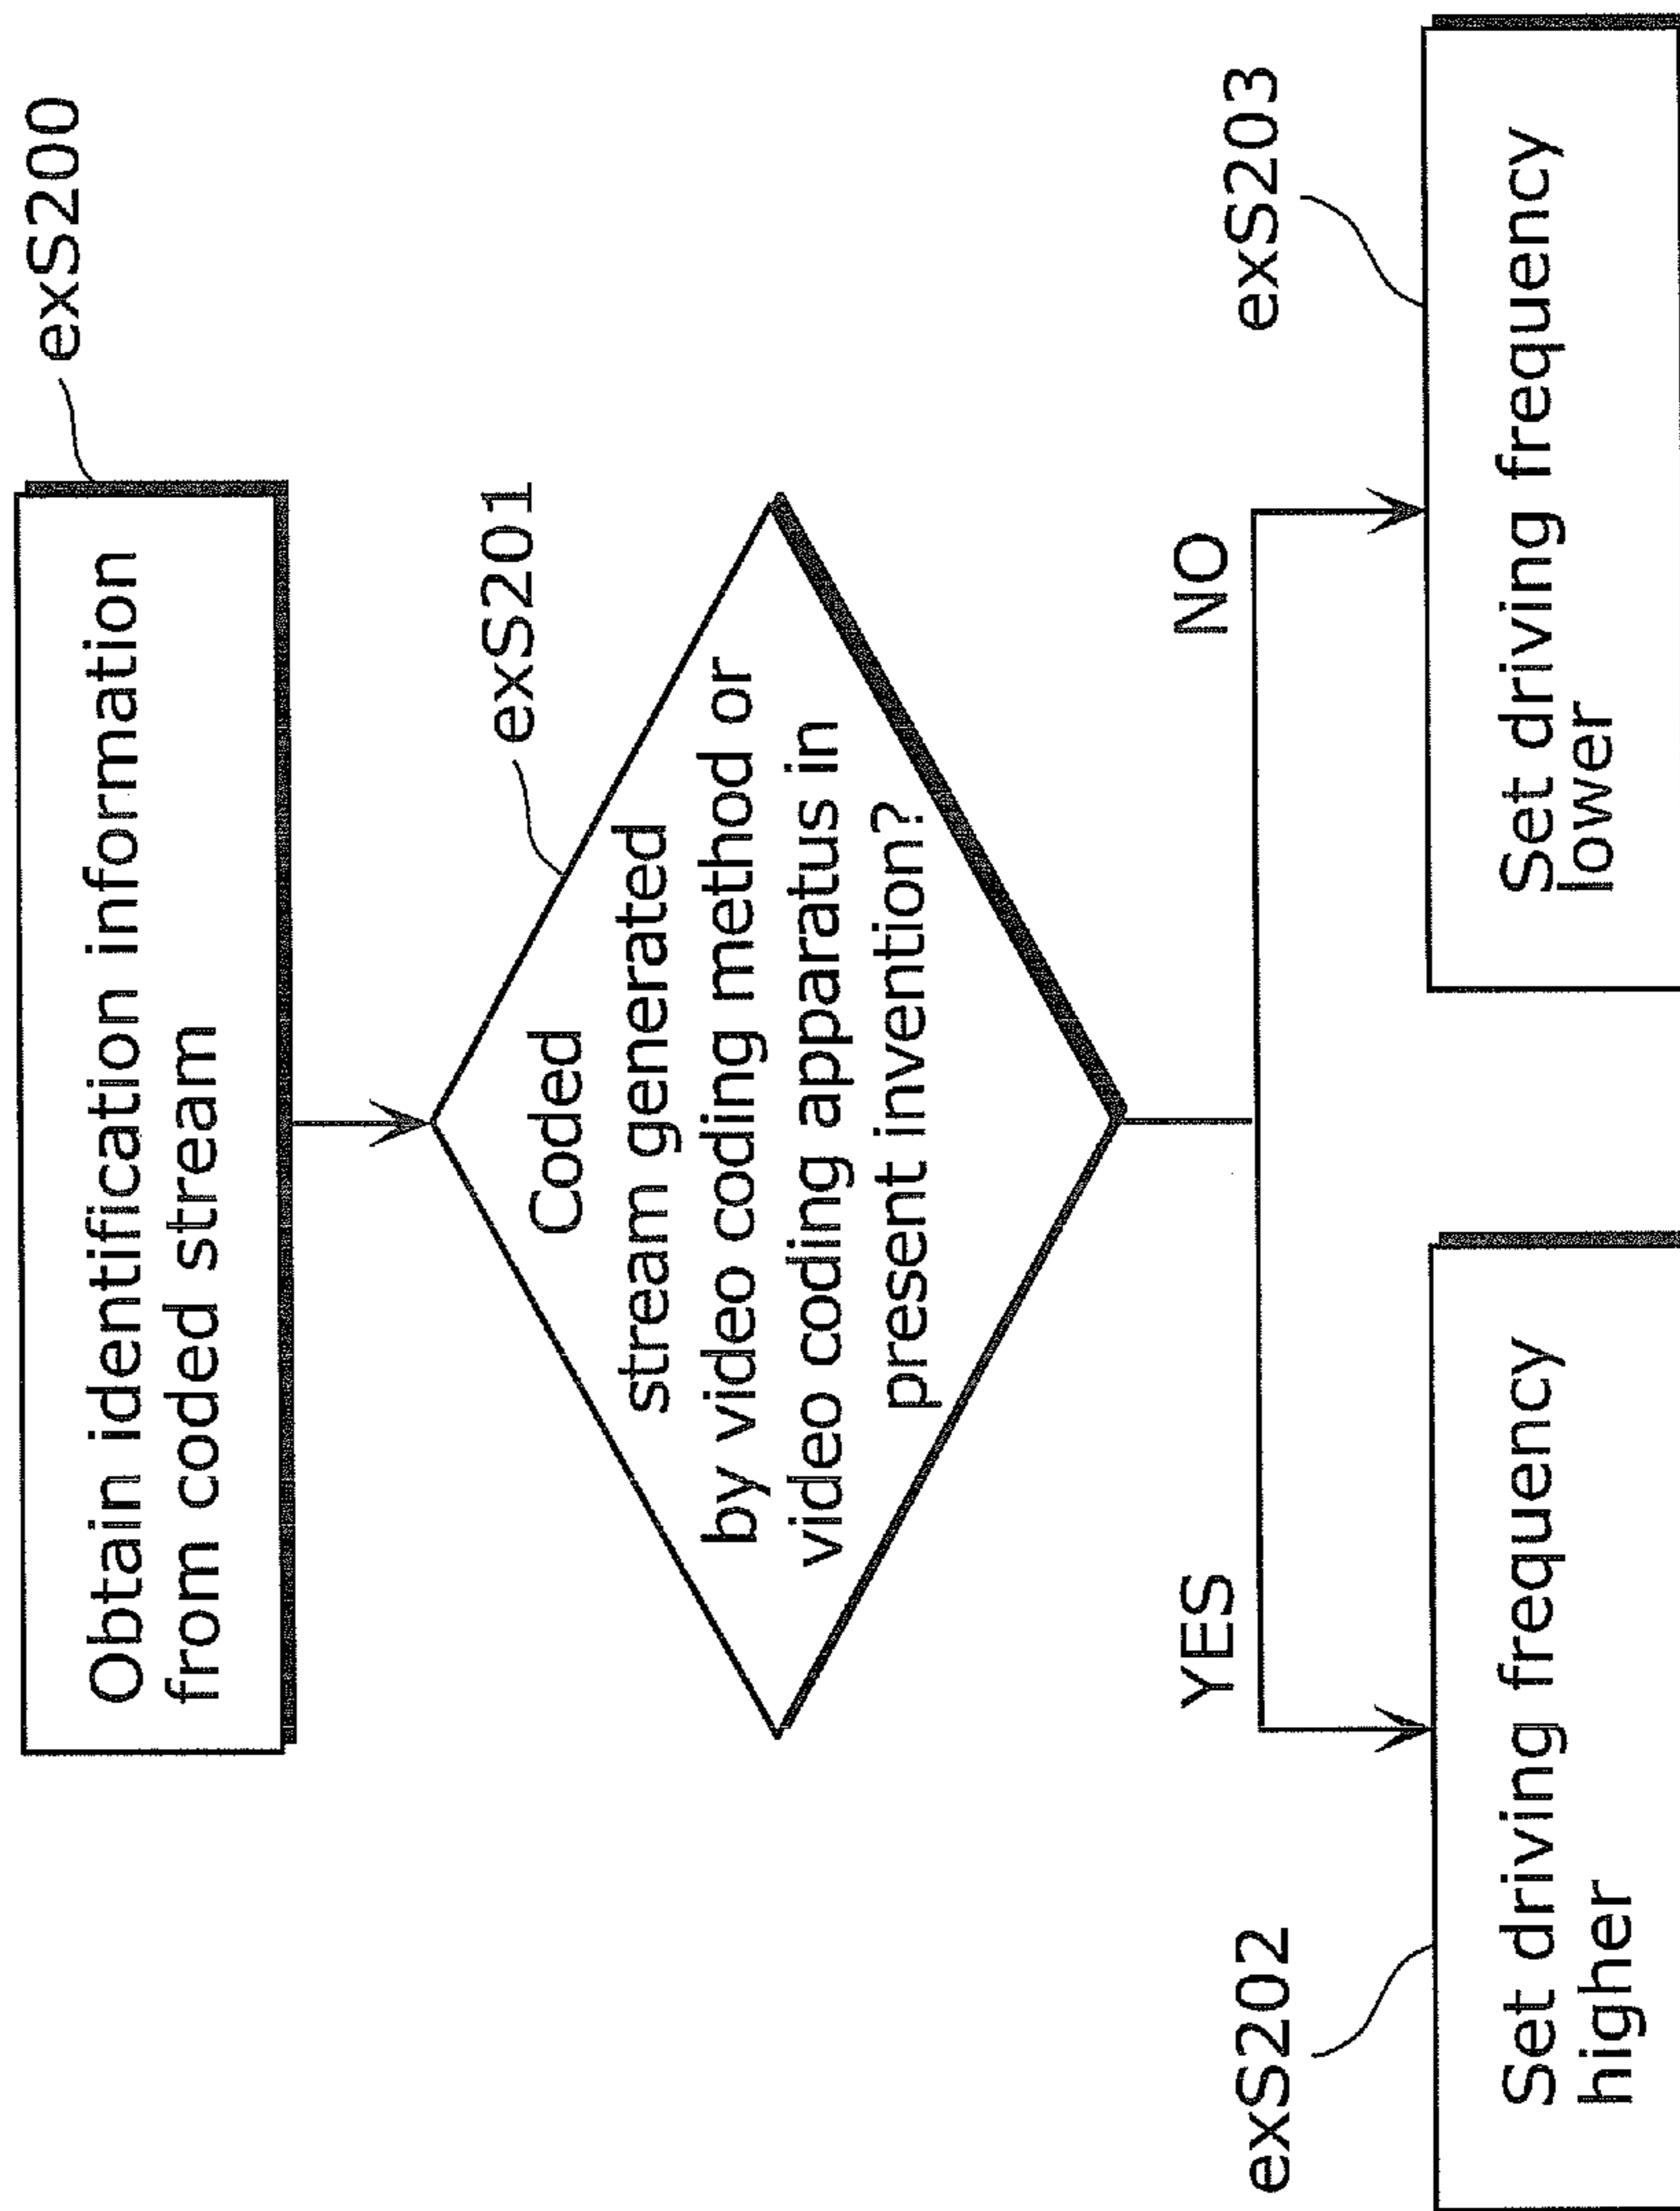 exS200
Obtain identification information
from coded stream
exS201
Coded
stream generated
by video coding method or
video coding apparatus in
present invention?
YES
NO
exS202
exS203
Set driving frequency
higher
Set driving frequency
lower